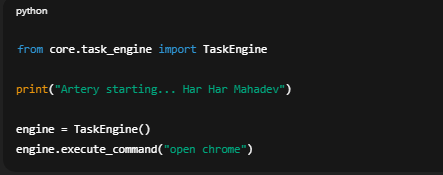 python
from core.task_engine import TaskEngine
print("Artery starting... Har Har Mahadev")
engine = TaskEngine()
engine.execute_command("open chrome")